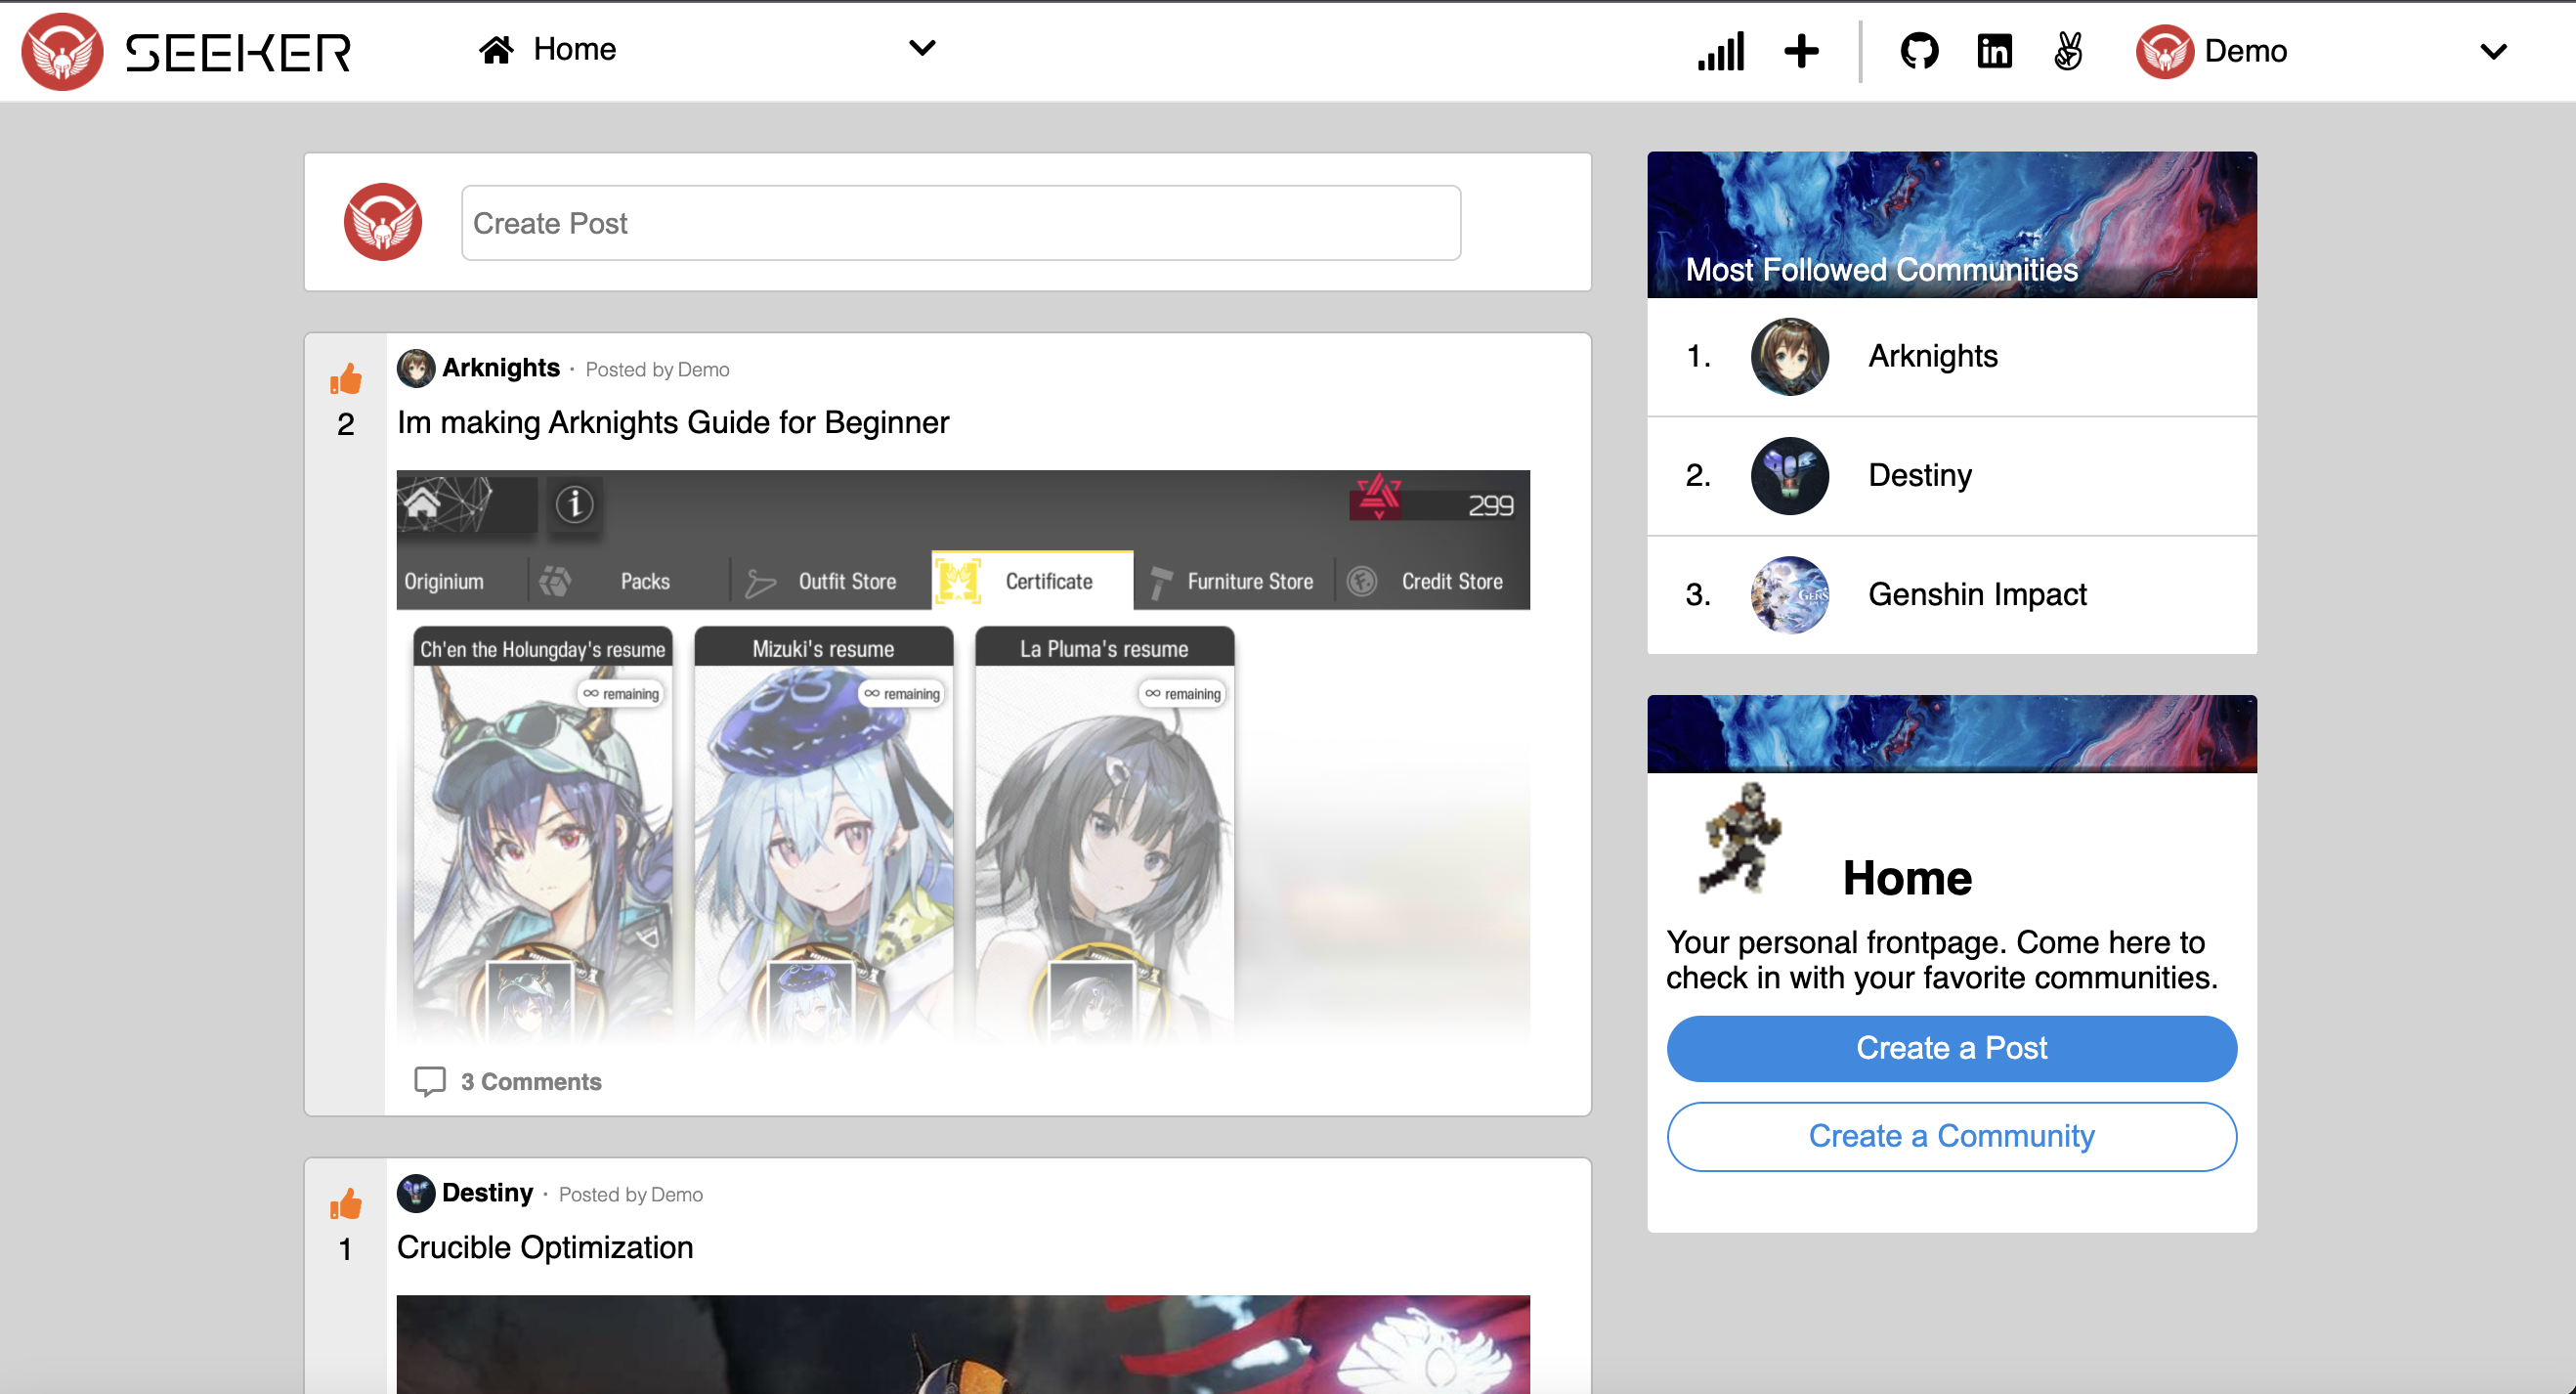 SEEKER
Home
Demo
Create Post
Arknights · Posted by Demo
2
Im making Arknights Guide for Beginner
299
Originium
Packs
Outfit Store
Certificate
Furniture Store
Credit Store
Ch'en the Holungday's resume
Mizuki's resume
La Pluma's resume
∞ remaining
∞ remaining
∞ remaining
3 Comments
Destiny · Posted by Demo
1
Crucible Optimization
Most Followed Communities
1. Arknights
2. Destiny
3. Genshin Impact
Home
Your personal frontpage. Come here to
check in with your favorite communities.
Create a Post
Create a Community